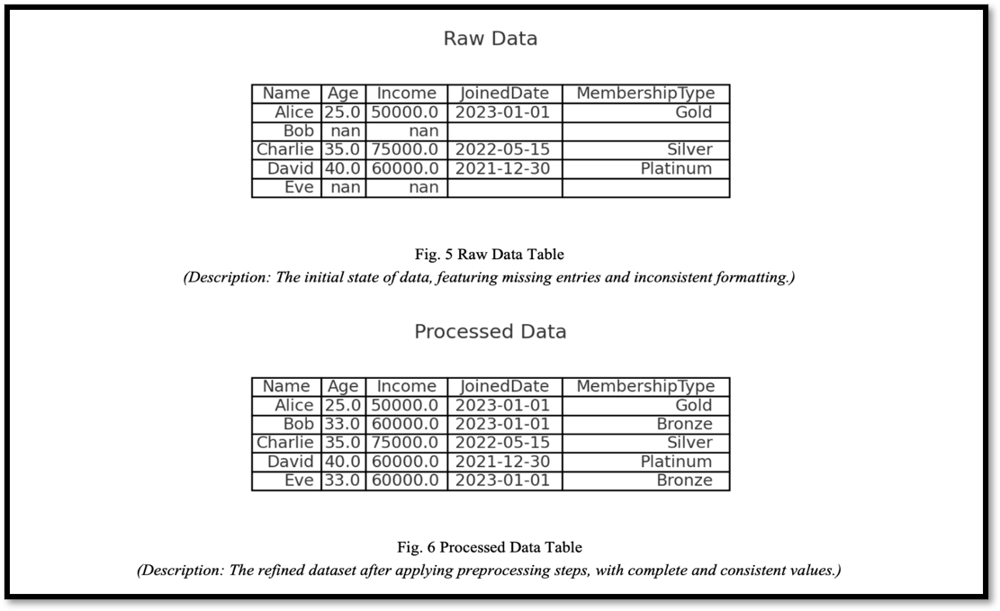 Raw Data
Name Age Income JoinedDate MembershipType
Alice 25.0 50000.0 2023-01-01 Gold
Bob nan nan
Charlie 35.0 75000.0 2022-05-15 Silver
David 40.0 60000.0 2021-12-30 Platinum
Eve nan nan
Fig. 5 Raw Data Table
(Description: The initial state of data, featuring missing entries and inconsistent formatting.)
Processed Data
Name Age Income JoinedDate MembershipType
Alice 25.0 50000.0 2023-01-01 Gold
Bob 33.0 60000.0 2023-01-01 Bronze
Charlie 35.0 75000.0 2022-05-15 Silver
David 40.0 60000.0 2021-12-30 Platinum
Eve 33.0 60000.0 2023-01-01 Bronze
Fig. 6 Processed Data Table
(Description: The refined dataset after applying preprocessing steps, with complete and consistent values.)